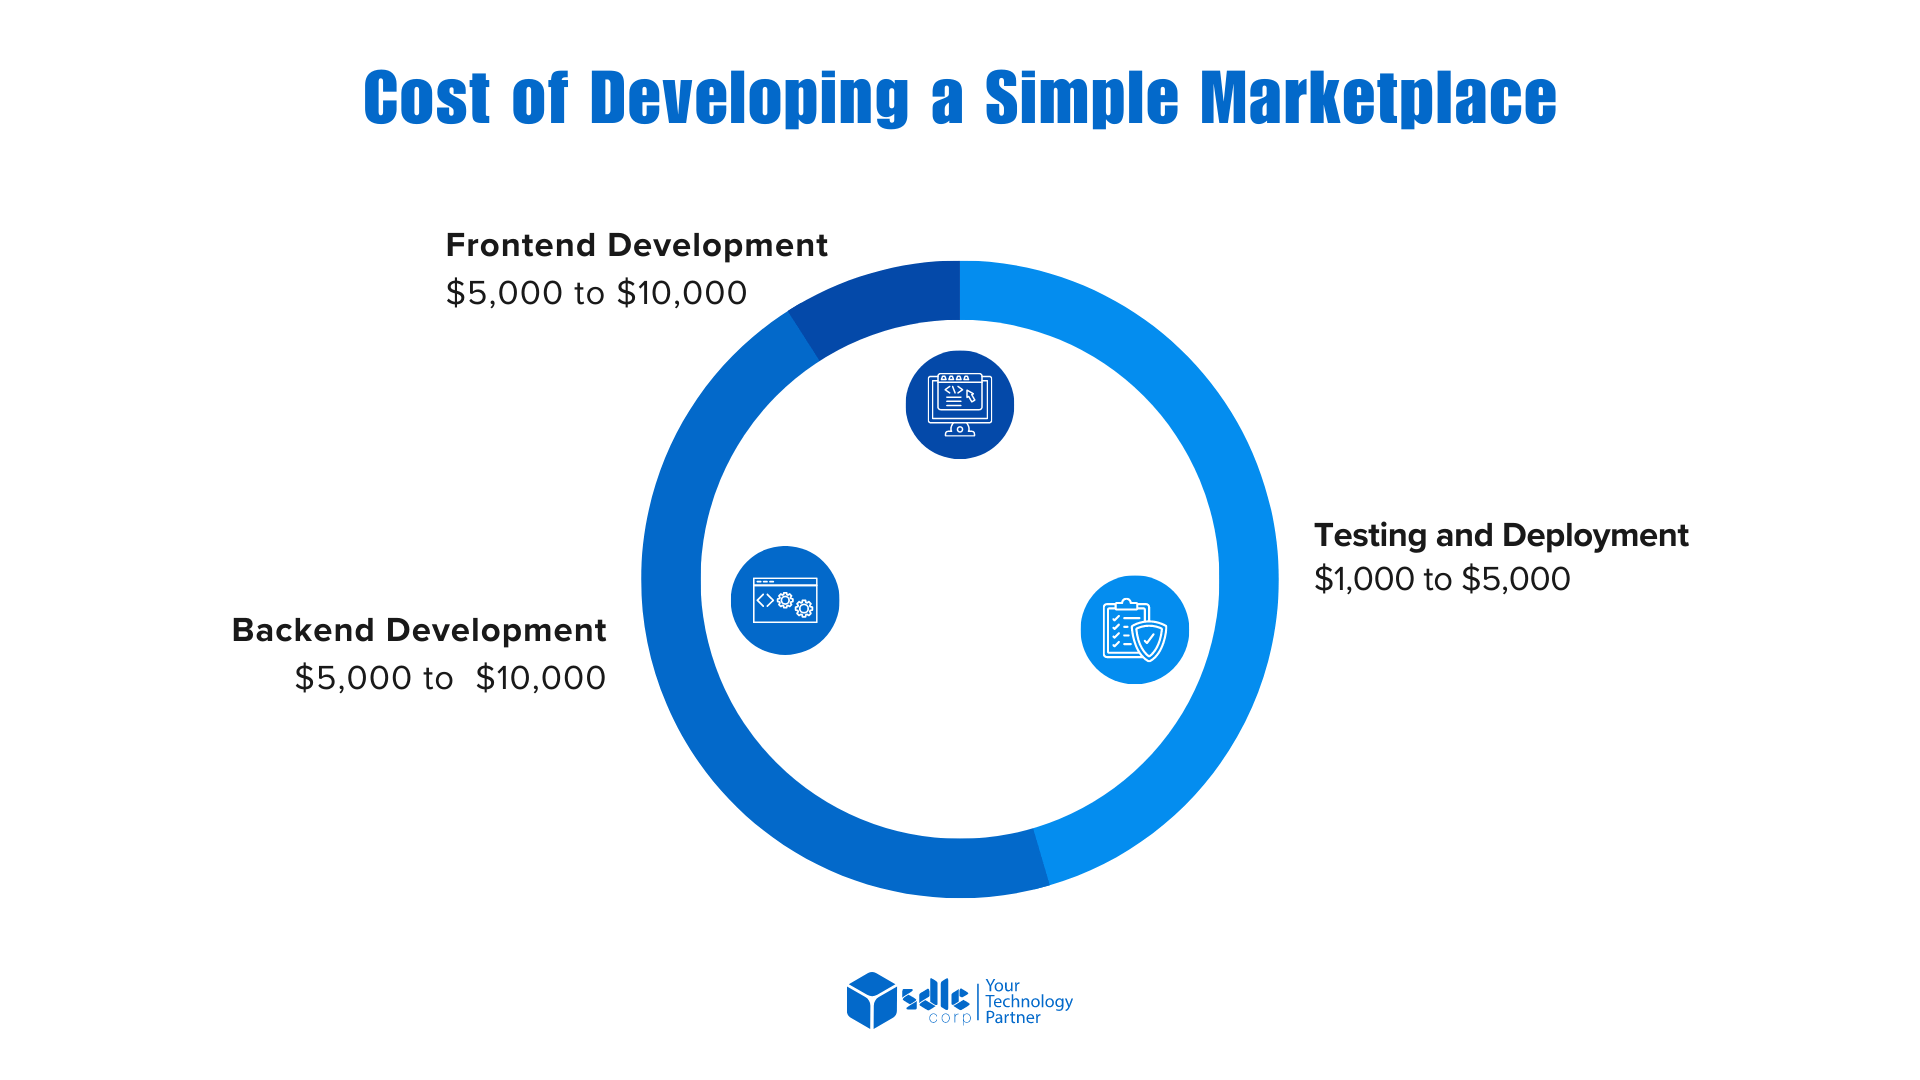 Cost of Developing a Simple Marketplace
Frontend Development
$5,000 to $10,000
Testing and Deployment
$1,000 to $5,000
Backend Development
$5,000 to $10,000
sdlc
corp
Your
Technology
Partner